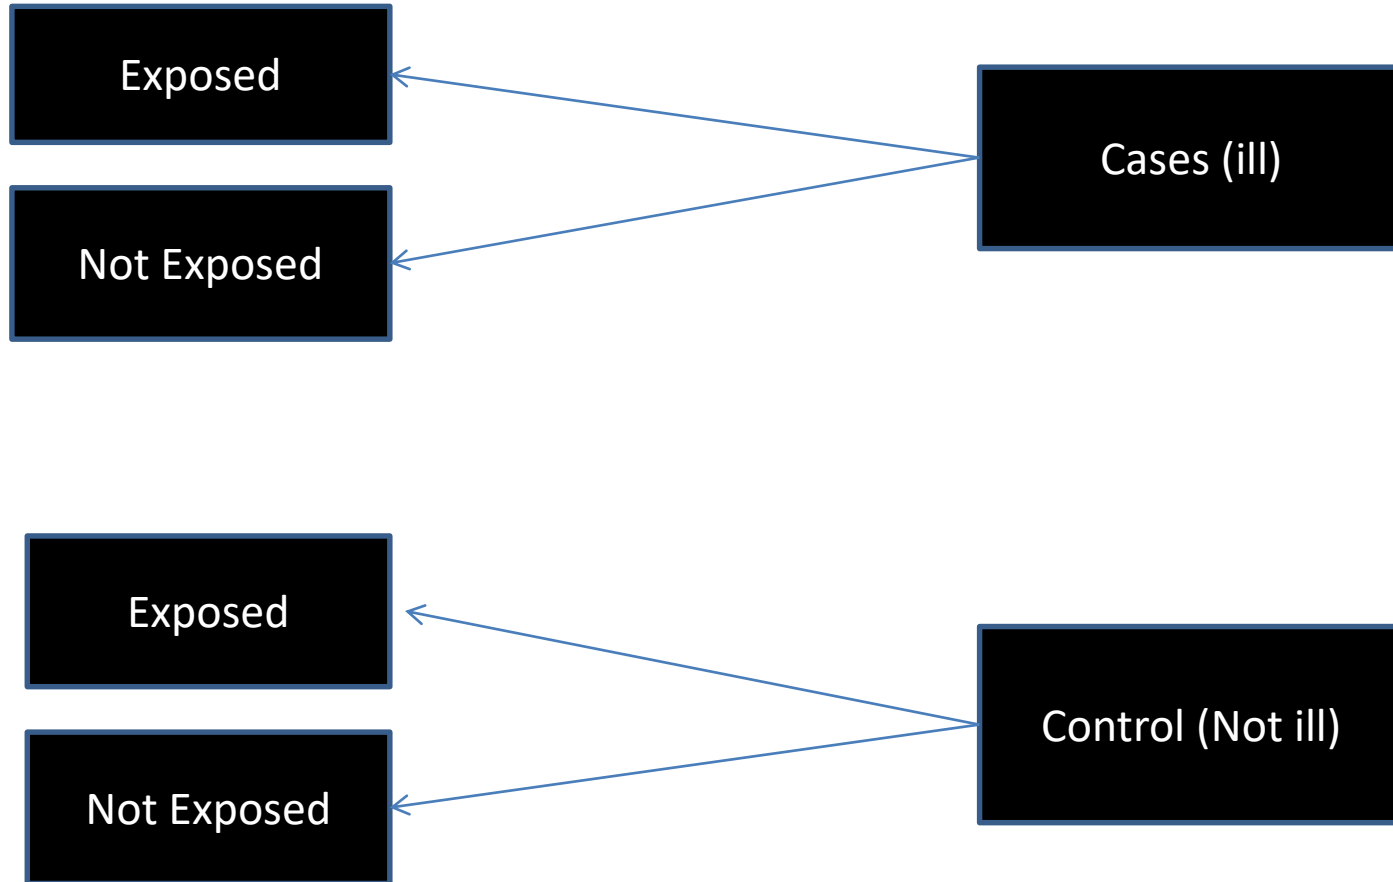 Exposed
Cases (ill)
Not Exposed
Exposed
Control (Not ill)
Not Exposed